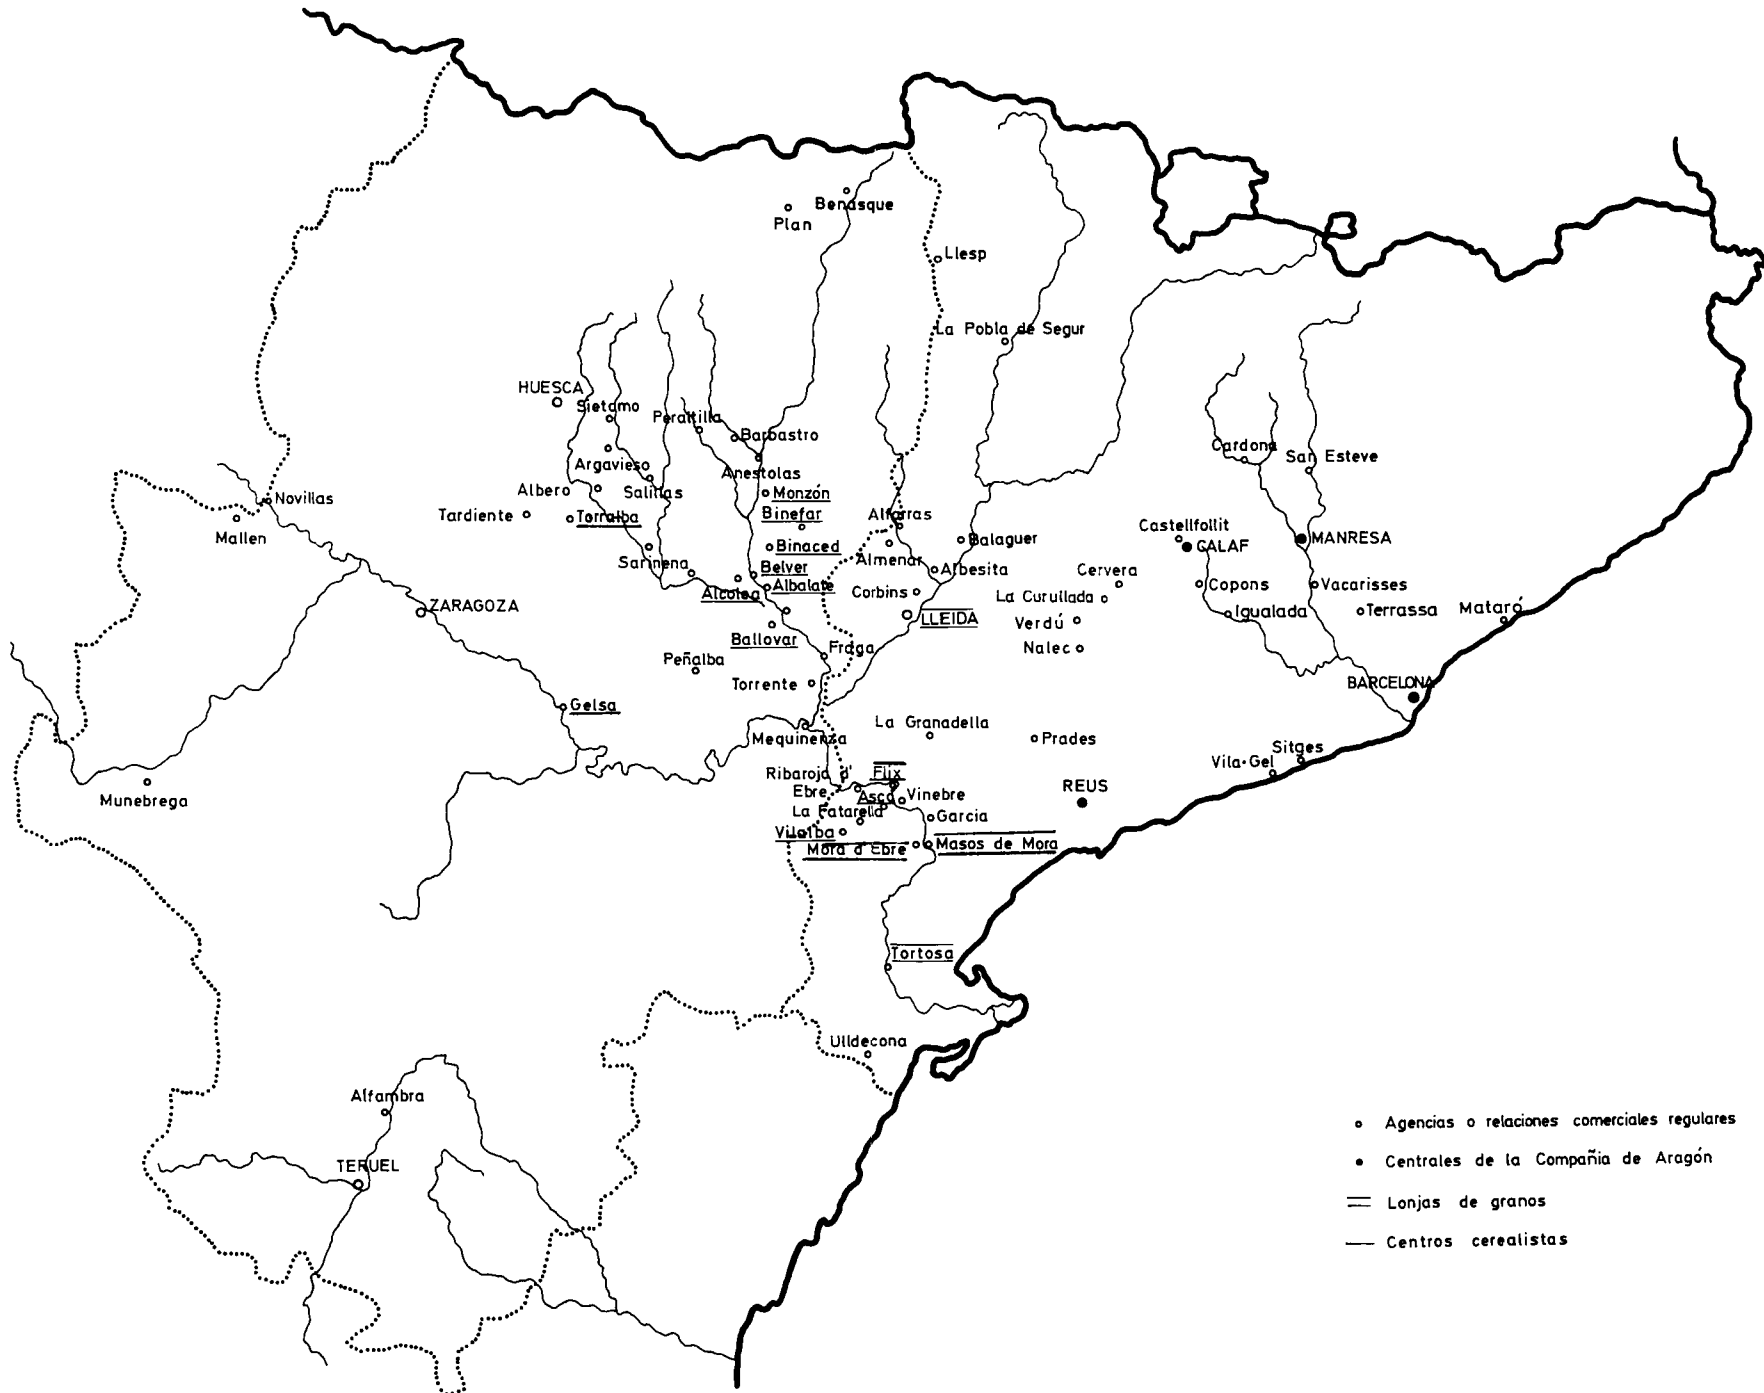 Benasque
Plan
Llesp
La Pobla de Segur
HUESCA
Sietamo
Peraltilla
Barbastro
Cardona
San Esteve
Argavieso
Anestolas
Albero
Salillas
Monzón
Novillas
Tardiente
Torralba
Binefar
Alfarras
Mallen
Castellfollit
Balaguer
MANRESA
CALAF
Binaced
Sarinena
Almenar
Belver
Albesita
Cervera
Alcolea
Albalate
Corbins
Copons
Vacarisses
La Curullada
ZARAGOZA
LLEIDA
Igualada
Terrassa
Mataró
Verdú
Ballovar
Fraga
Nalec
Peñalba
Torrente
BARCELONA
Gelsa
La Granadella
Mequinenza
Prades
Sitges
Vila-Gel
Ribaroja d'
Ebre
Flix
REUS
Munebrega
Asco
Vinebre
La Fatarella
Garcia
Vilalba
Mora d'Ebre
Masos de Mora
Tortosa
Ulldecona
Alfambra
TERUEL
Agencias o relaciones comerciales regulares
Centrales de la Compañia de Aragón
Lonjas de granos
Centros cerealistas